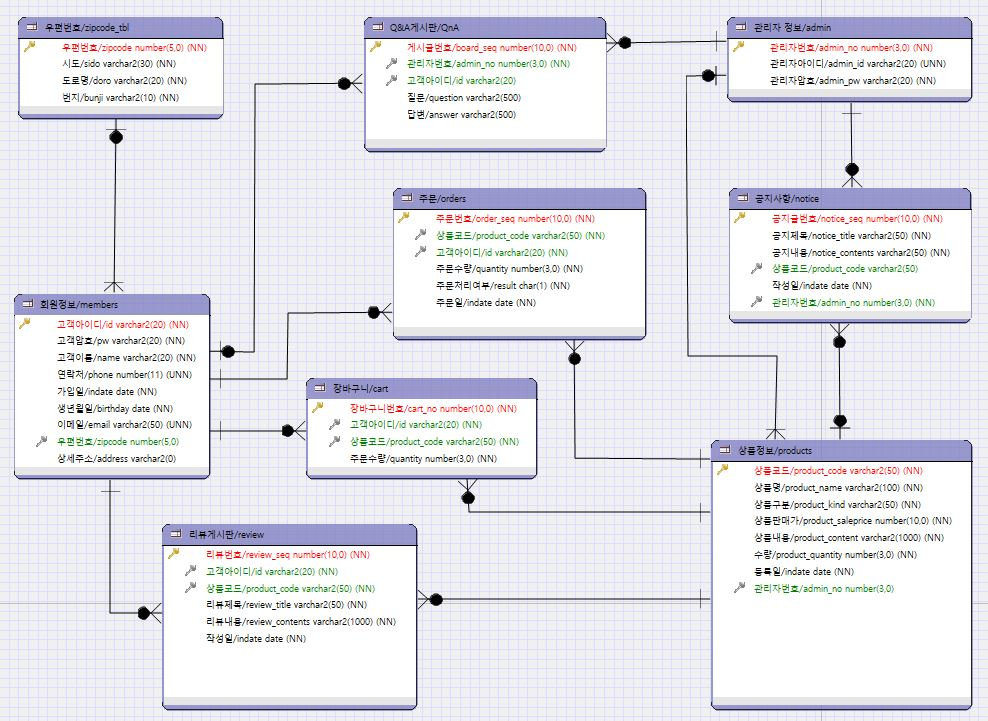 우편번호/zipcode_tbl
우편번호/zipcode number(5,0) (NN)
시도/sido varchar2(30) (NN)
도로명/doro varchar2(20) (NN)
번지/bunji varchar2(10) (NN)
Q&A게시판/QnA
게시글번호/board_seq number(10,0) (NN)
관리자번호/admin_no number(3,0) (NN)
고객아이디/id varchar2(20)
질문/question varchar2(500)
답변/answer varchar2(500)
관리자 정보/admin
관리자번호/admin_no number(3,0) (NN)
관리자아이디/admin_id varchar2(20) (UNN)
관리자암호/admin_pw varchar2(20) (NN)
주문/orders
주문번호/order_seq number(10,0) (NN)
상품코드/product_code varchar2(50) (NN)
고객아이디/id varchar2(20) (NN)
주문수량/quantity number(3,0) (NN)
주문처리여부/result char(1) (NN)
주문일/indate date (NN)
공지사항/notice
공지글번호/notice_seq number(10,0) (NN)
공지제목/notice_title varchar2(50) (NN)
공지내용/notice_contents varchar2(50) (NN)
상품코드/product_code varchar2(50)
작성일/indate date (NN)
관리자번호/admin_no number(3,0) (NN)
회원정보/members
고객아이디/id varchar2(20) (NN)
고객암호/pw varchar2(20) (NN)
고객이름/name varchar2(20) (NN)
연락처/phone number(11) (UNN)
가입일/indate date (NN)
생년월일/birthday date (NN)
이메일/email varchar2(50) (UNN)
우편번호/zipcode number(5,0)
상세주소/address varchar2(0)
장바구니/cart
장바구니번호/cart_no number(10,0) (NN)
고객아이디/id varchar2(20) (NN)
상품코드/product_code varchar2(50) (NN)
주문수량/quantity number(3,0) (NN)
상품정보/products
상품코드/product_code varchar2(50) (NN)
상품명/product_name varchar2(100) (NN)
상품구분/product_kind varchar2(50) (NN)
상품판매가/product_saleprice number(10,0) (NN)
상품내용/product_content varchar2(1000) (NN)
수량/product_quantity number(3,0) (NN)
등록일/indate date (NN)
관리자번호/admin_no number(3,0)
리뷰게시판/review
리뷰번호/review_seq number(10,0) (NN)
고객아이디/id varchar2(20) (NN)
상품코드/product_code varchar2(50) (NN)
리뷰제목/review_title varchar2(50) (NN)
리뷰내용/review_contents varchar2(1000) (NN)
작성일/indate date (NN)